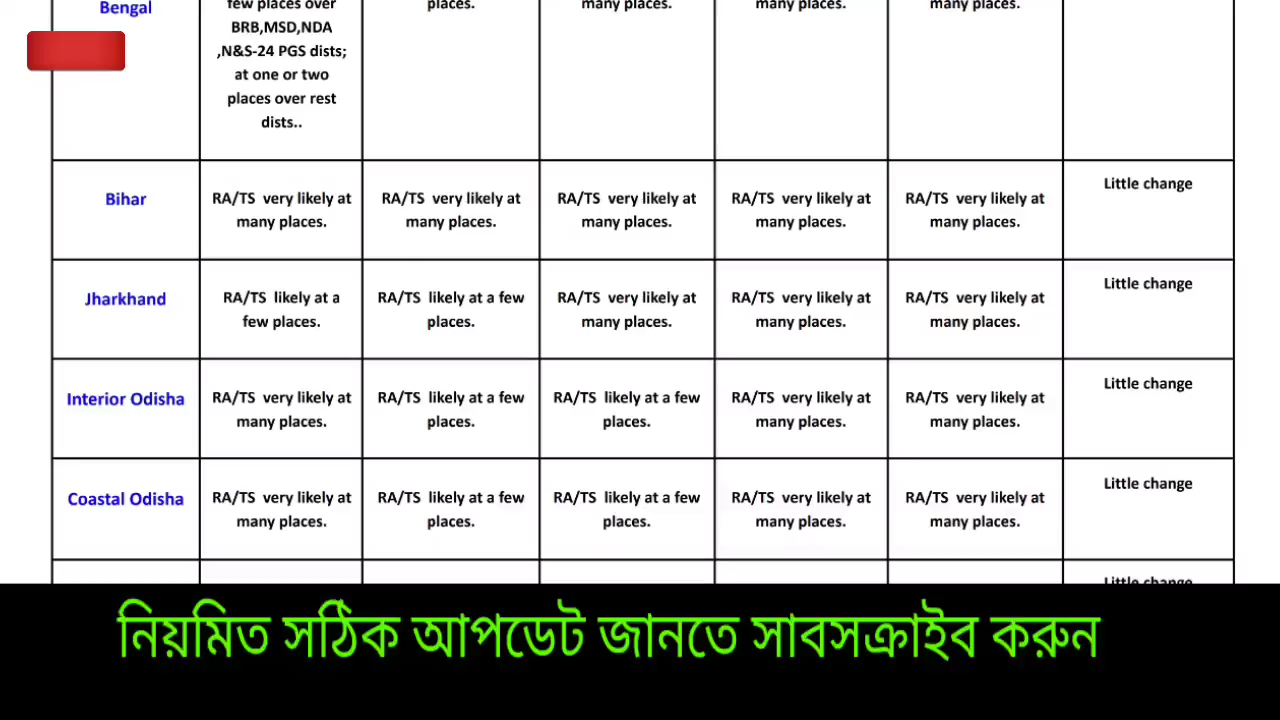 Bengal
few places over
places.
many places.
many places.
many places.
BRB,MSD,NDA
,N&S-24 PGS dists;
at one or two
places over rest
dists..
Bihar
RA/TS very likely at
many places.
RA/TS very likely at
many places.
RA/TS very likely at
many places.
RA/TS very likely at
many places.
RA/TS very likely at
many places.
Little change
Jharkhand
RA/TS likely at a
few places.
RA/TS likely at a few
places.
RA/TS very likely at
many places.
RA/TS very likely at
many places.
RA/TS very likely at
many places.
Little change
Interior Odisha
RA/TS very likely at
many places.
RA/TS likely at a few
places.
RA/TS likely at a few
places.
RA/TS very likely at
many places.
RA/TS very likely at
many places.
Little change
Coastal Odisha
RA/TS very likely at
many places.
RA/TS likely at a few
places.
RA/TS likely at a few
places.
RA/TS very likely at
many places.
RA/TS very likely at
many places.
Little change
Little change
নিয়মিত সঠিক আপডেট জানতে সাবসক্রাইব করুন